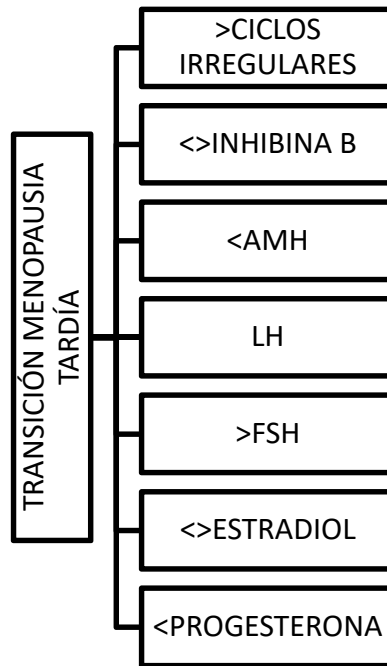 TRANSICIÓN MENOPAUSIA
TARDÍA
>CICLOS
IRREGULARES
<>INHIBINA B
<AMH
LH
>FSH
<>ESTRADIOL
<PROGESTERONA